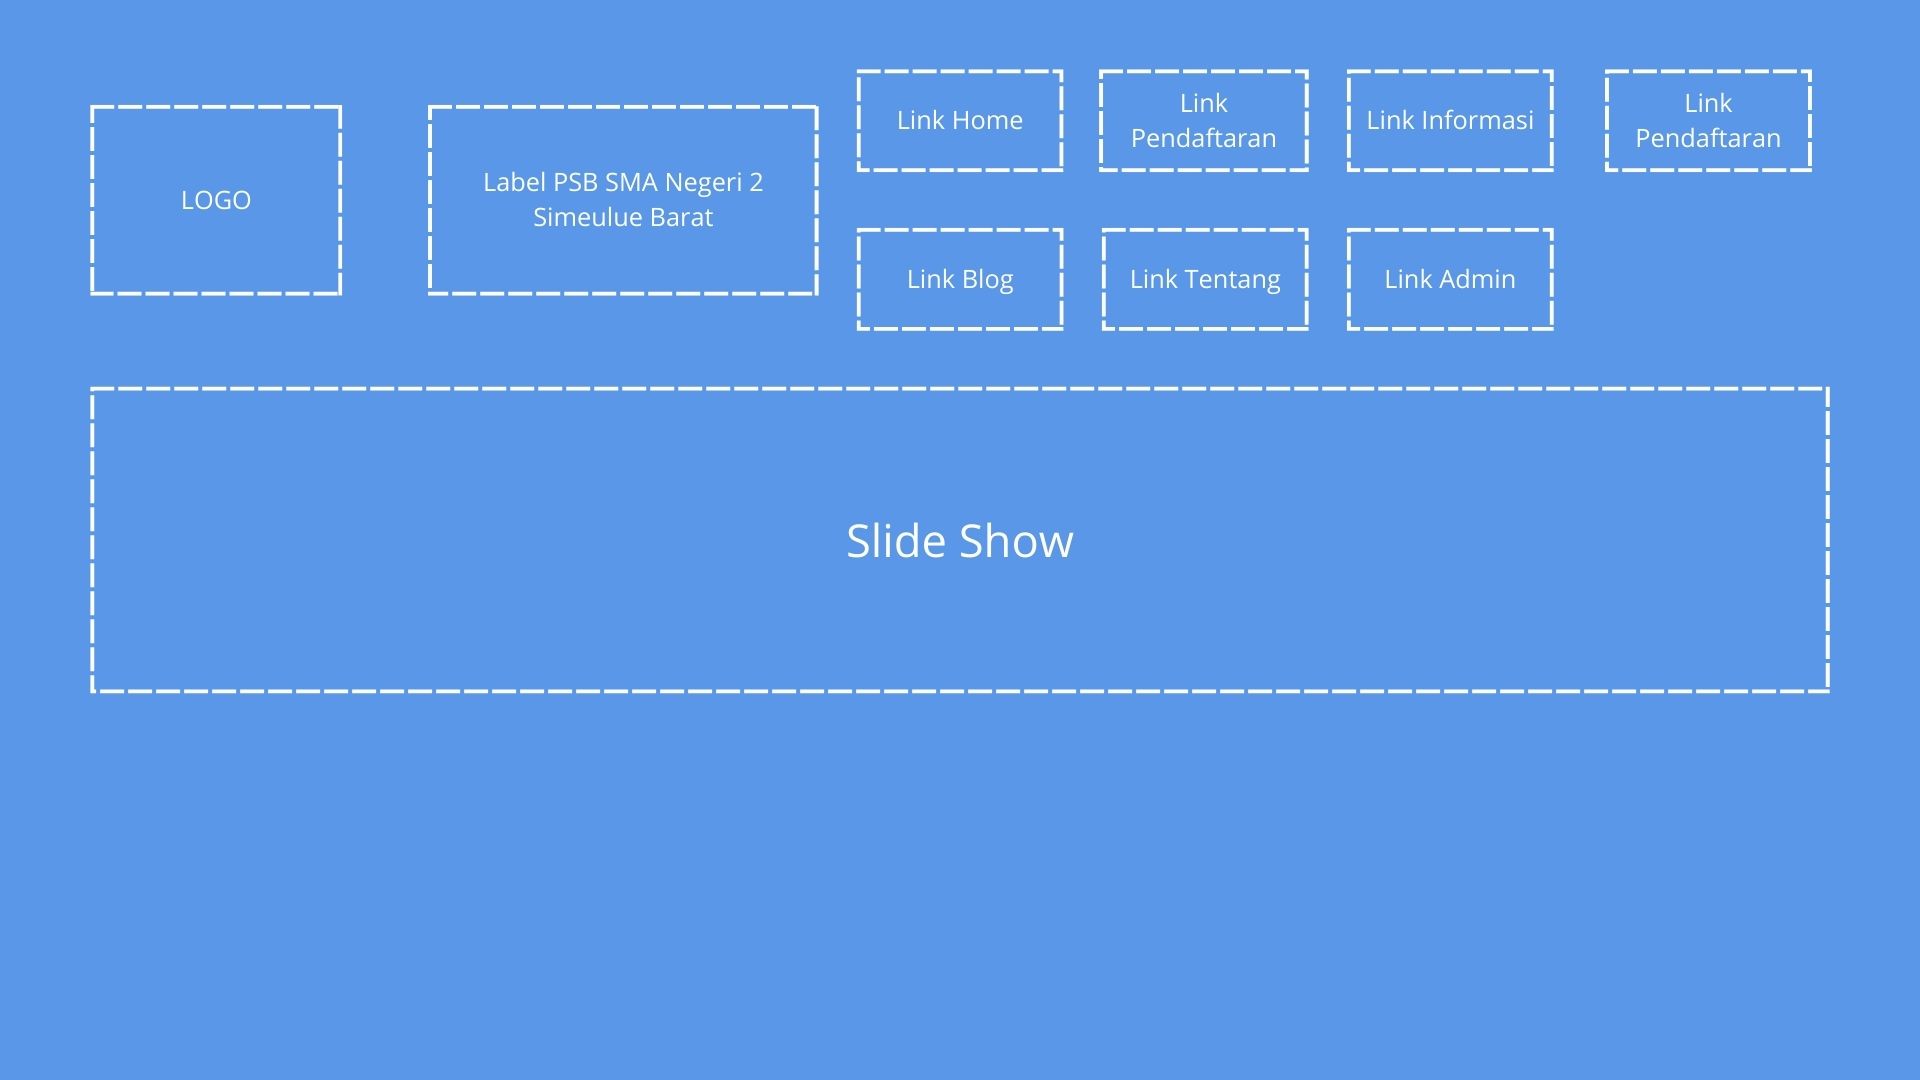 LOGO
Label PSB SMA Negeri 2
Simeulue Barat
Link Home
Link
Pendaftaran
Link Informasi
Link
Pendaftaran
Link Blog
Link Tentang
Link Admin
Slide Show